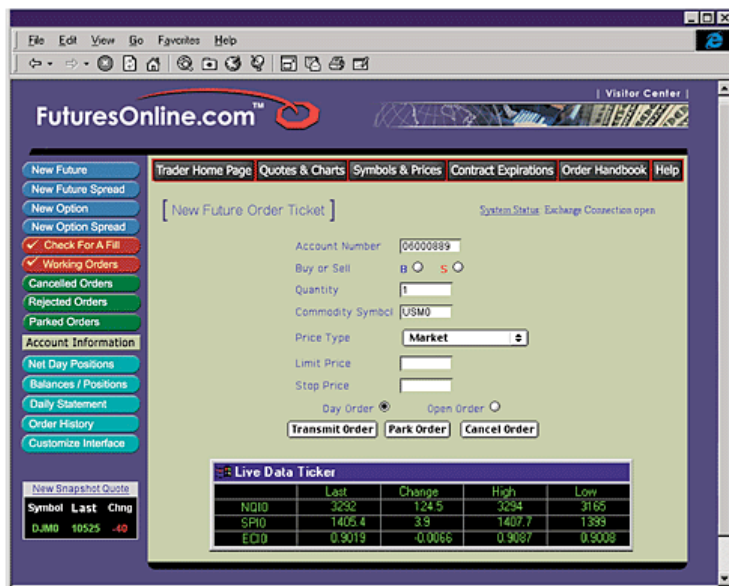 File Edit View Go Favorites Help
| Visitor Center |
FuturesOnline.com™
New Future
New Future Spread
New Option
New Option Spread
Check For A Fill
Working Orders
Cancelled Orders
Rejected Orders
Parked Orders
Account Information
Net Day Positions
Balances / Positions
Daily Statement
Order History
Customize Interface
New Snapshot Quote
Symbol Last Chng
DJM0 10525 -40
Trader Home Page Quotes & Charts Symbols & Prices Contract Expirations Order Handbook Help
[New Future Order Ticket] System Status: Exchange Connection open
Account Number 06000889
Buy or Sell B S
Quantity 1
Commodity Symbol USM0
Price Type Market
Limit Price
Stop Price
Day Order Open Order
Transmit Order Park Order Cancel Order
Live Data Ticker
Last Change High Low
NQI0 3292 124.5 3294 3165
SPI0 1405.4 3.9 1407.7 1399
ECI0 0.9019 -0.0066 0.9087 0.9008